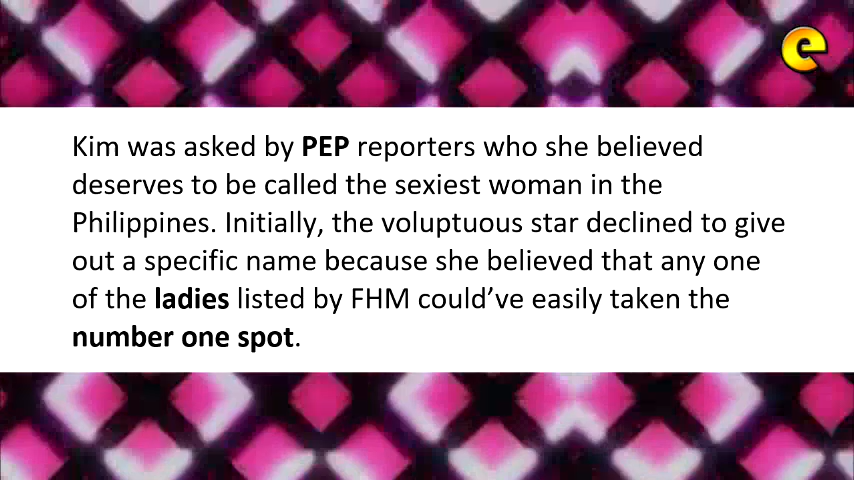 e
Kim was asked by PEP reporters who she believed
deserves to be called the sexiest woman in the
Philippines. Initially, the voluptuous star declined to give
out a specific name because she believed that any one
of the ladies listed by FHM could’ve easily taken the
number one spot.